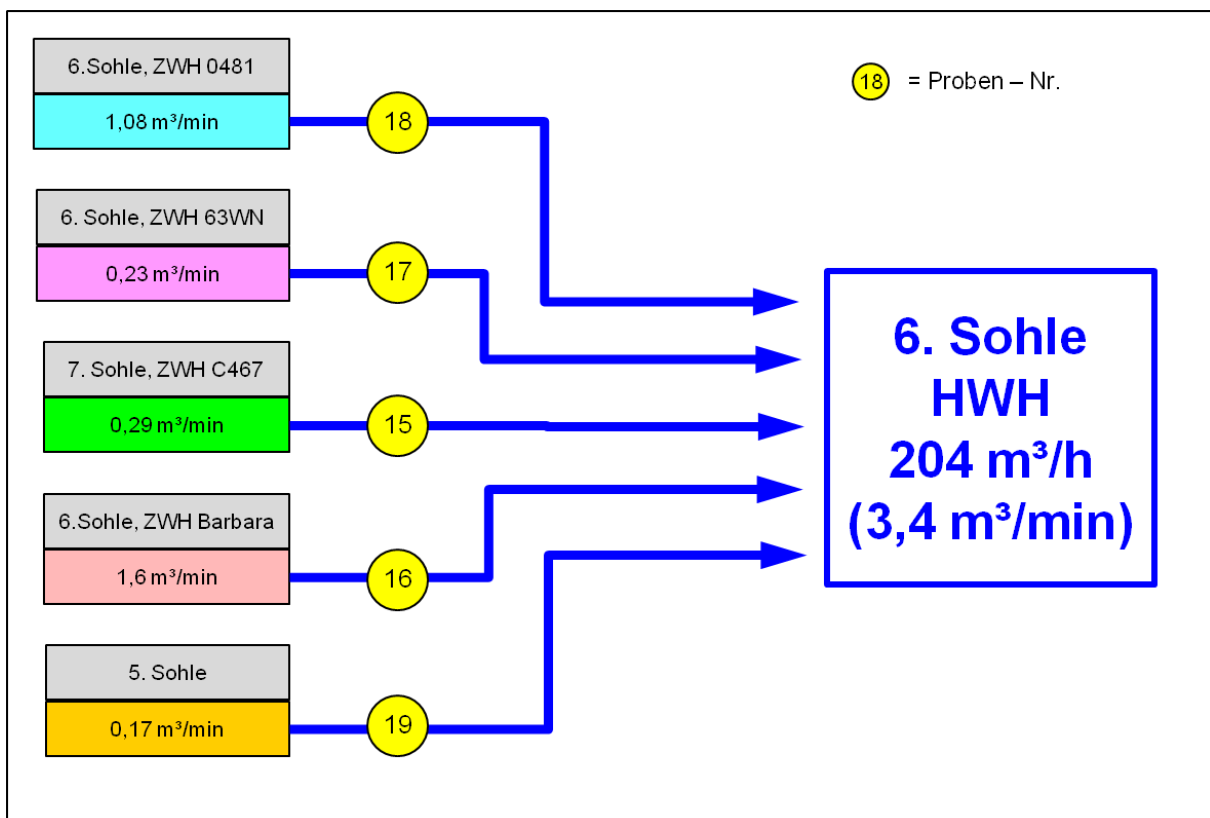 6.Sohle, ZWH 0481
1,08 m³/min
18
18 = Proben – Nr.
6. Sohle, ZWH 63WN
0,23 m³/min
17
7. Sohle, ZWH C467
0,29 m³/min
15
6.Sohle, ZWH Barbara
1,6 m³/min
16
5. Sohle
0,17 m³/min
19
6. Sohle
HWH
204 m³/h
(3,4 m³/min)